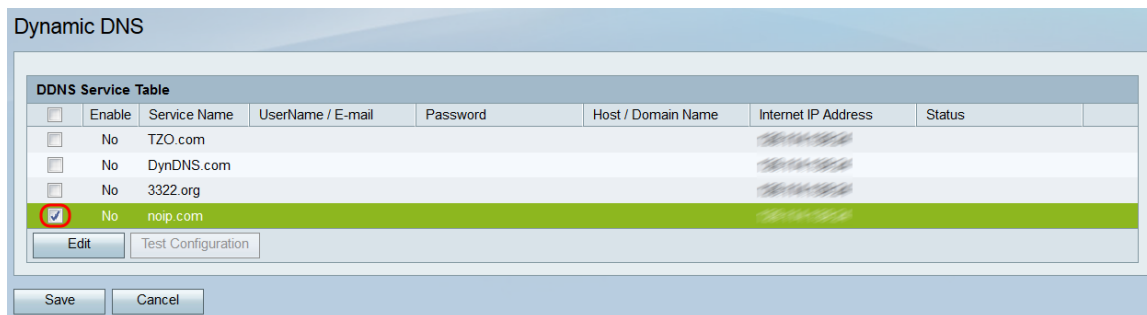 Dynamic DNS
DDNS Service Table
Enable Service Name UserName / E-mail Password Host / Domain Name Internet IP Address Status
No TZO.com
No DynDNS.com
No 3322.org
No noip.com
Edit Test Configuration
Save Cancel